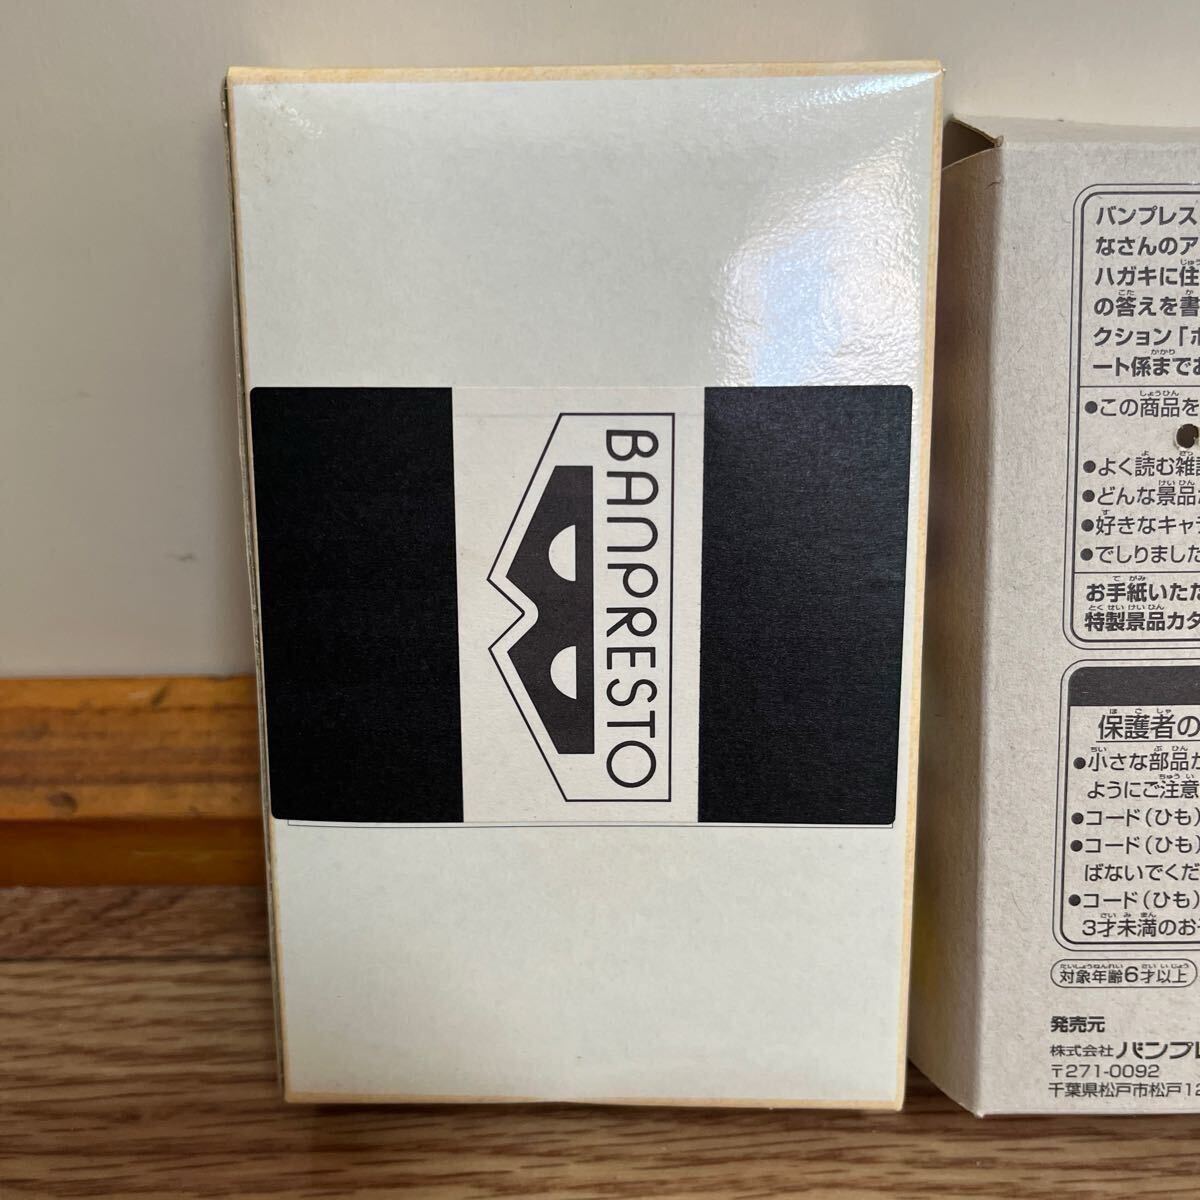 BANPRESTO
バンプレス
なさんのア
ハガキに住
の答えを書
クション「ポ
ート係までお
●この商品を
●よく読む雑
●どんな景品
●好きなキャ
●でしりました
お手紙いただ
特製景品カタ
保護者の
●小さな部品が
ようにご注意
●コード（ひも）
●コード（ひも）
ばないでくだ
●コード（ひも）
3才未満のお
対象年齢6才以上
発売元
株式会社 バンプレ
〒271-0092
千葉県松戸市松戸12